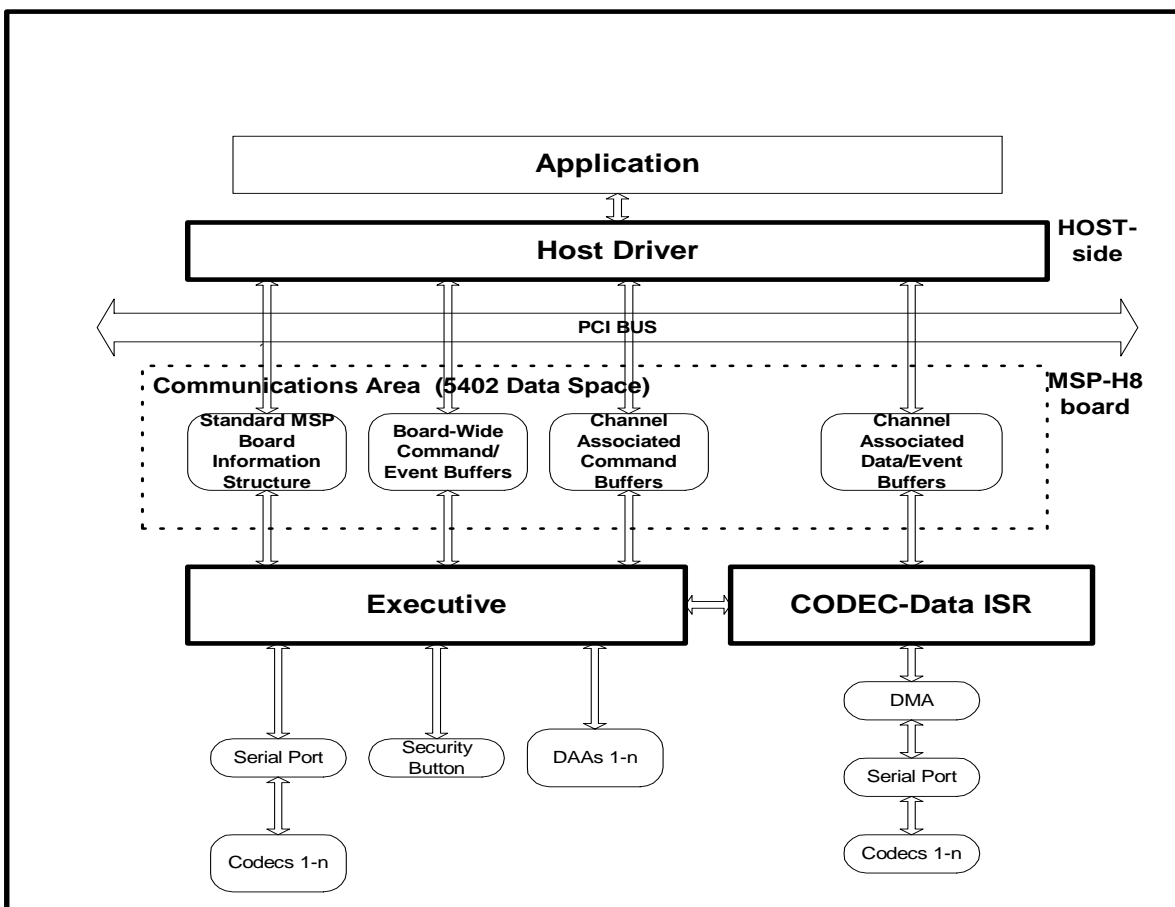 Application
Host Driver
HOST-
side
PCI BUS
Communications Area (5402 Data Space)
MSP-H8
board
Standard MSP
Board
Information
Structure
Board-Wide
Command/
Event Buffers
Channel
Associated
Command
Buffers
Channel
Associated
Data/Event
Buffers
Executive
CODEC-Data ISR
DMA
Serial Port
Security
Button
DAAs 1-n
Serial Port
Codecs 1-n
Codecs 1-n